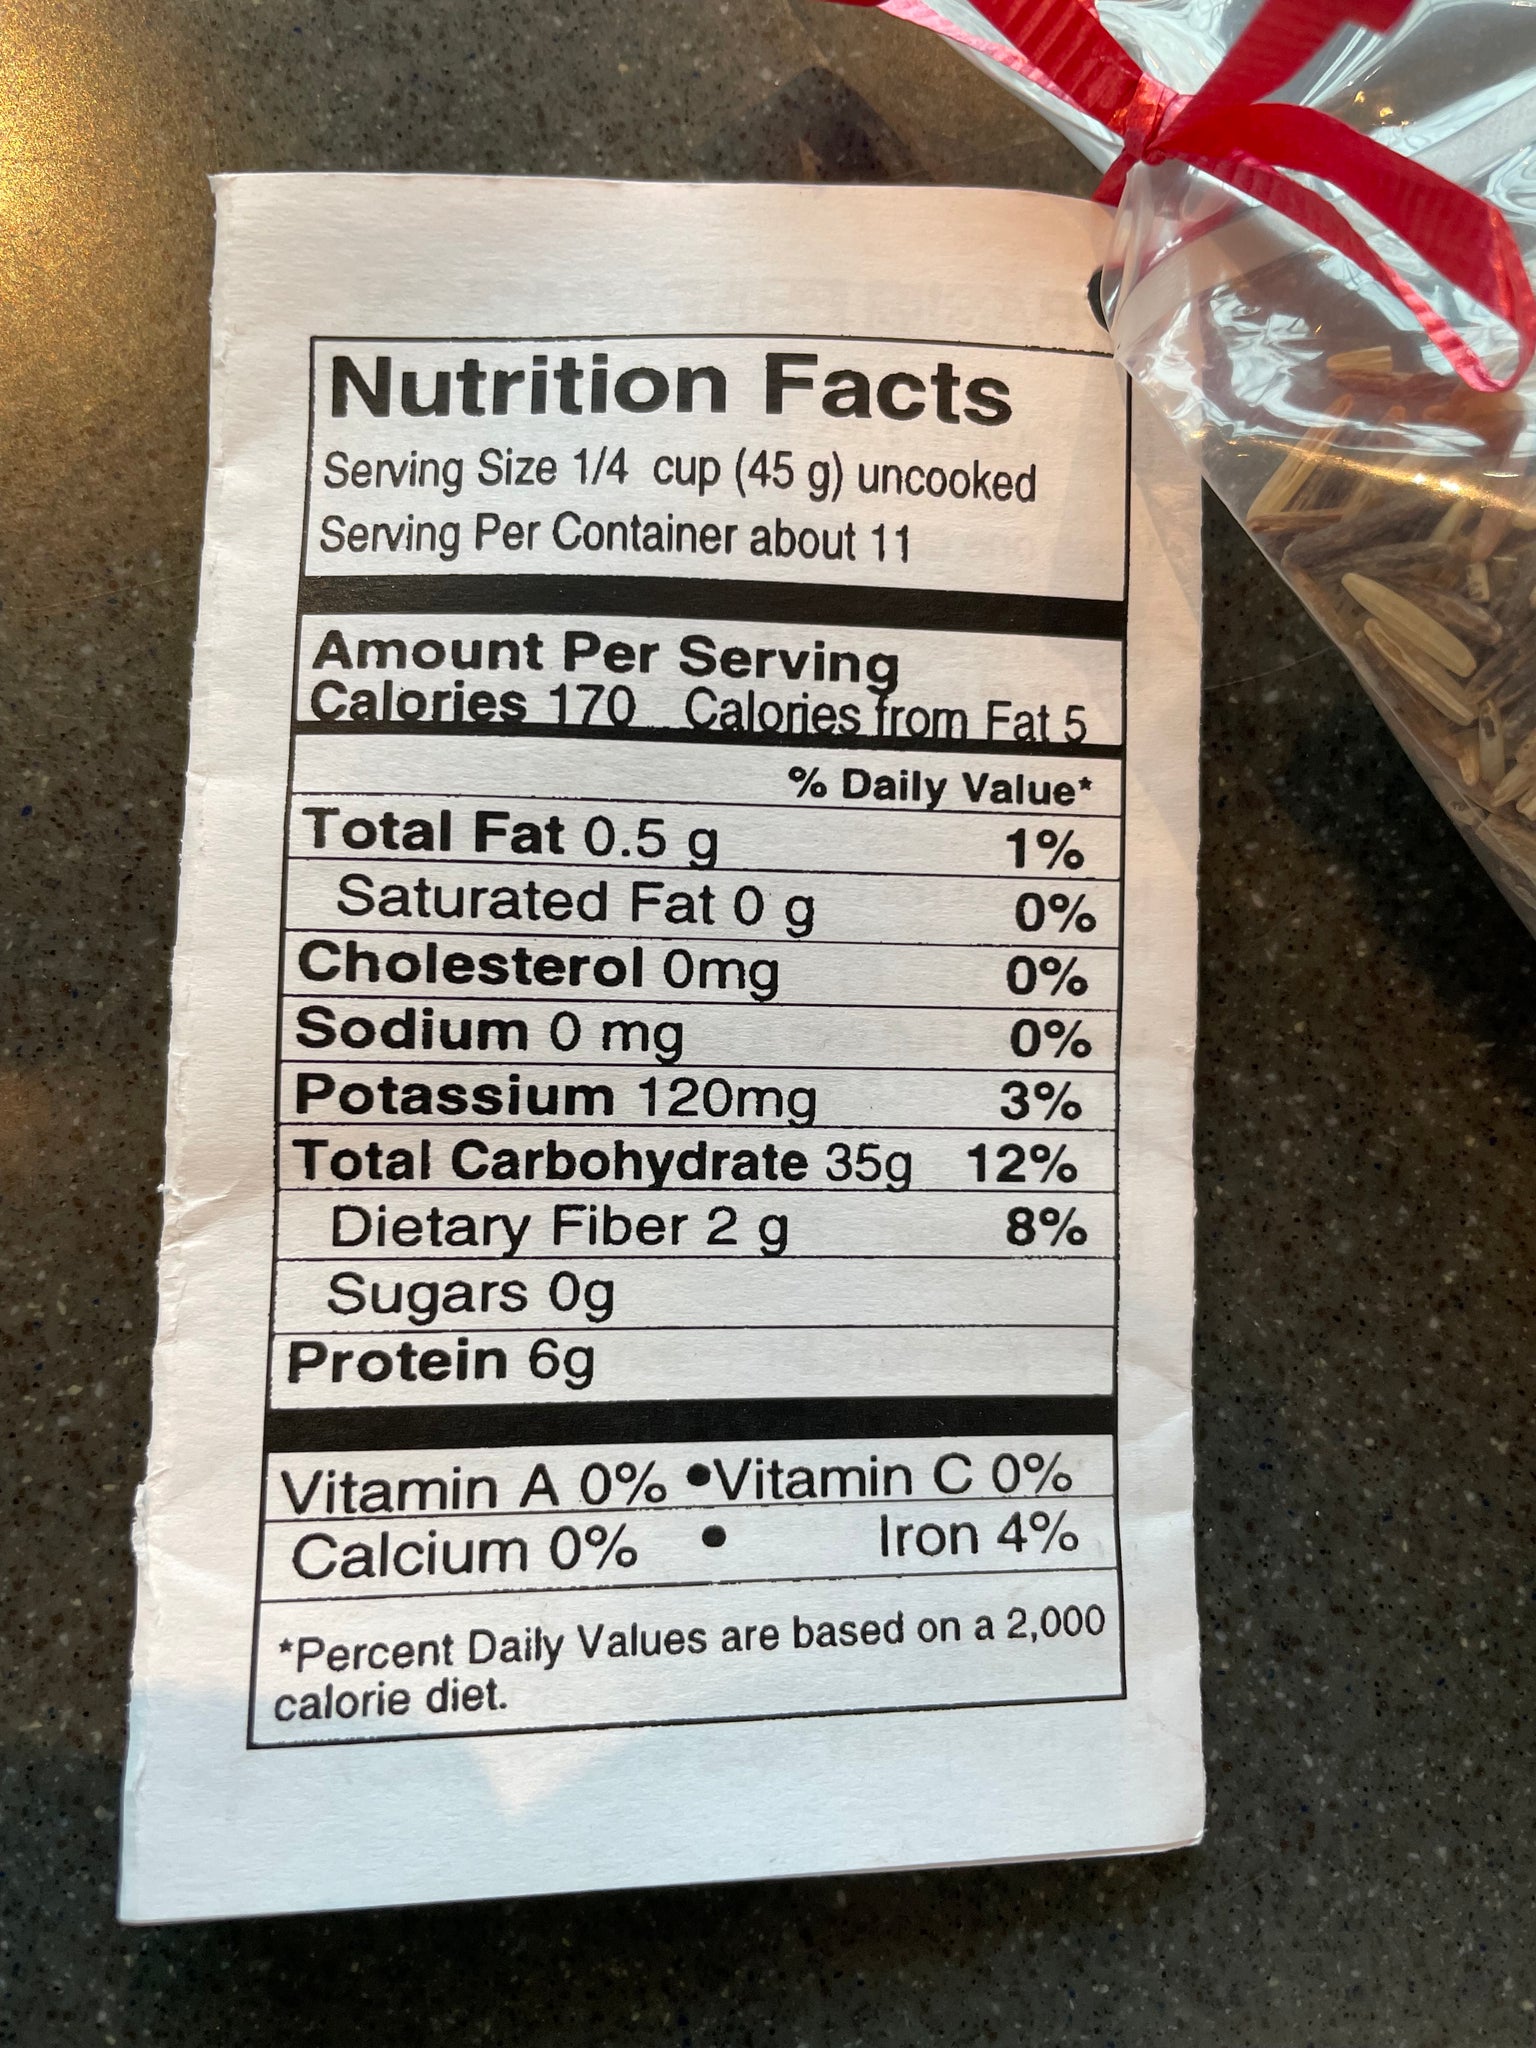 Nutrition Facts
Serving Size 1/4 cup (45 g) uncooked
Serving Per Container about 11
Amount Per Serving
Calories 170 Calories from Fat 5
% Daily Value*
Total Fat 0.5 g 1%
Saturated Fat 0 g 0%
Cholesterol 0mg 0%
Sodium 0 mg 0%
Potassium 120mg 3%
Total Carbohydrate 35g 12%
Dietary Fiber 2 g 8%
Sugars 0g
Protein 6g
Vitamin A 0% •Vitamin C 0%
Calcium 0% • Iron 4%
*Percent Daily Values are based on a 2,000
calorie diet.